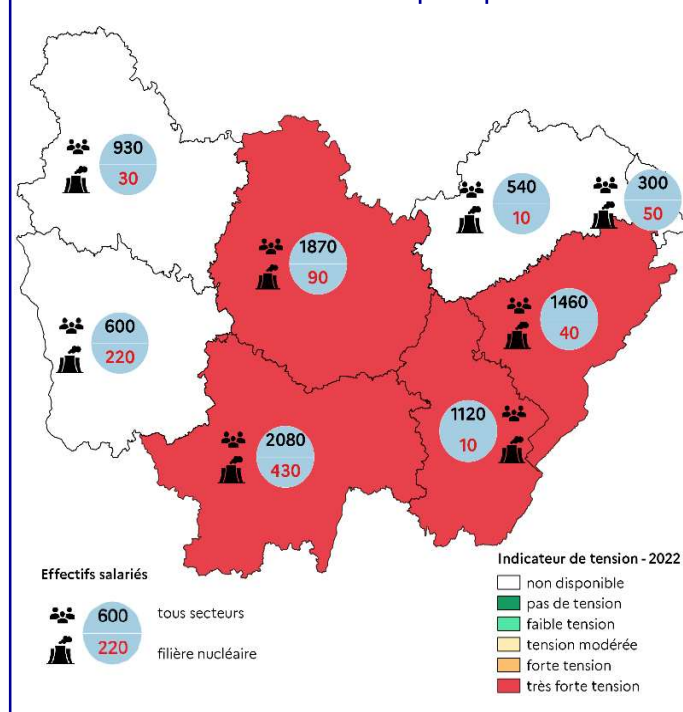 930
30
540
10
300
50
1870
90
1460
40
600
220
1120
10
2080
430
Indicateur de tension - 2022
non disponible
pas de tension
faible tension
tension modérée
forte tension
très forte tension
Effectifs salariés
600
tous secteurs
220
filière nucléaire